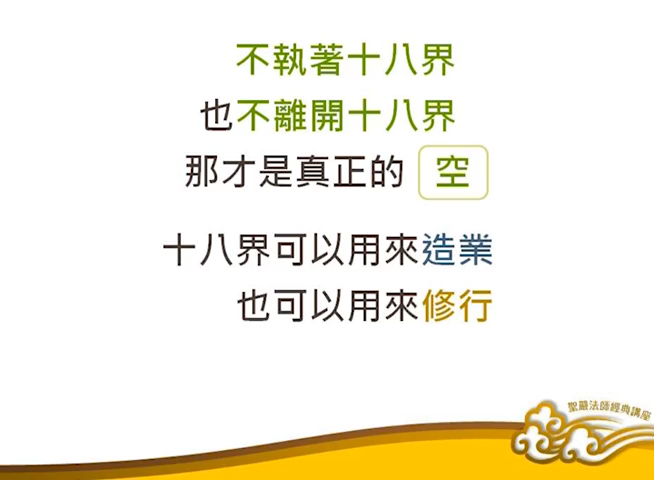 不執著十八界
也不離開十八界
那才是真正的 空
十八界可以用來造業
也可以用來修行
聖嚴法師經典講座